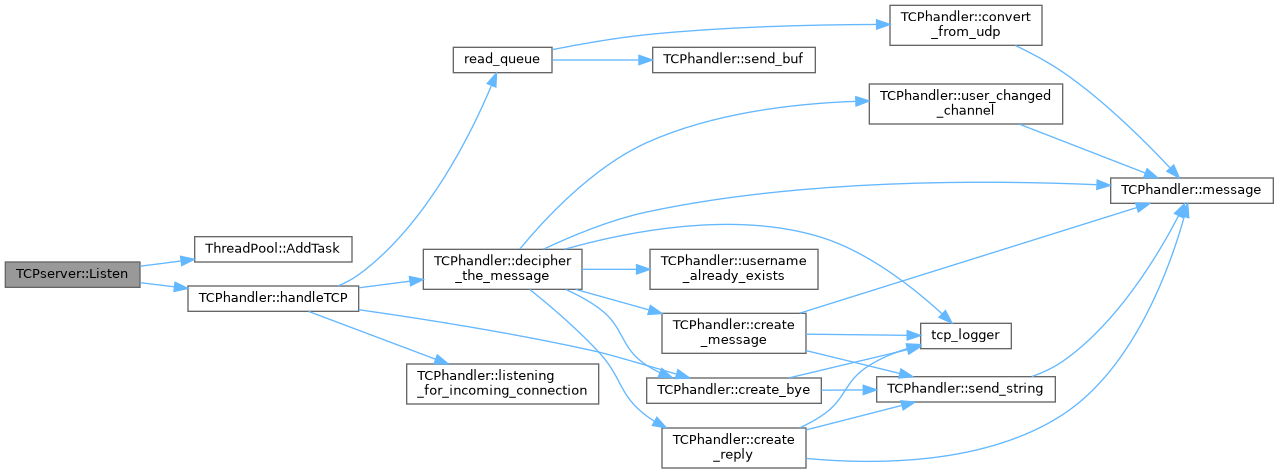 TCPserver::Listen
ThreadPool::AddTask
TCPhandler::handleTCP
read_queue
TCPhandler::decipher
_the_message
TCPhandler::listening
_for_incoming_connection
TCPhandler::send_buf
TCPhandler::username
_already_exists
TCPhandler::create
_message
TCPhandler::create_bye
TCPhandler::create
_reply
TCPhandler::convert
_from_udp
TCPhandler::user_changed
_channel
tcp_logger
TCPhandler::send_string
TCPhandler::message